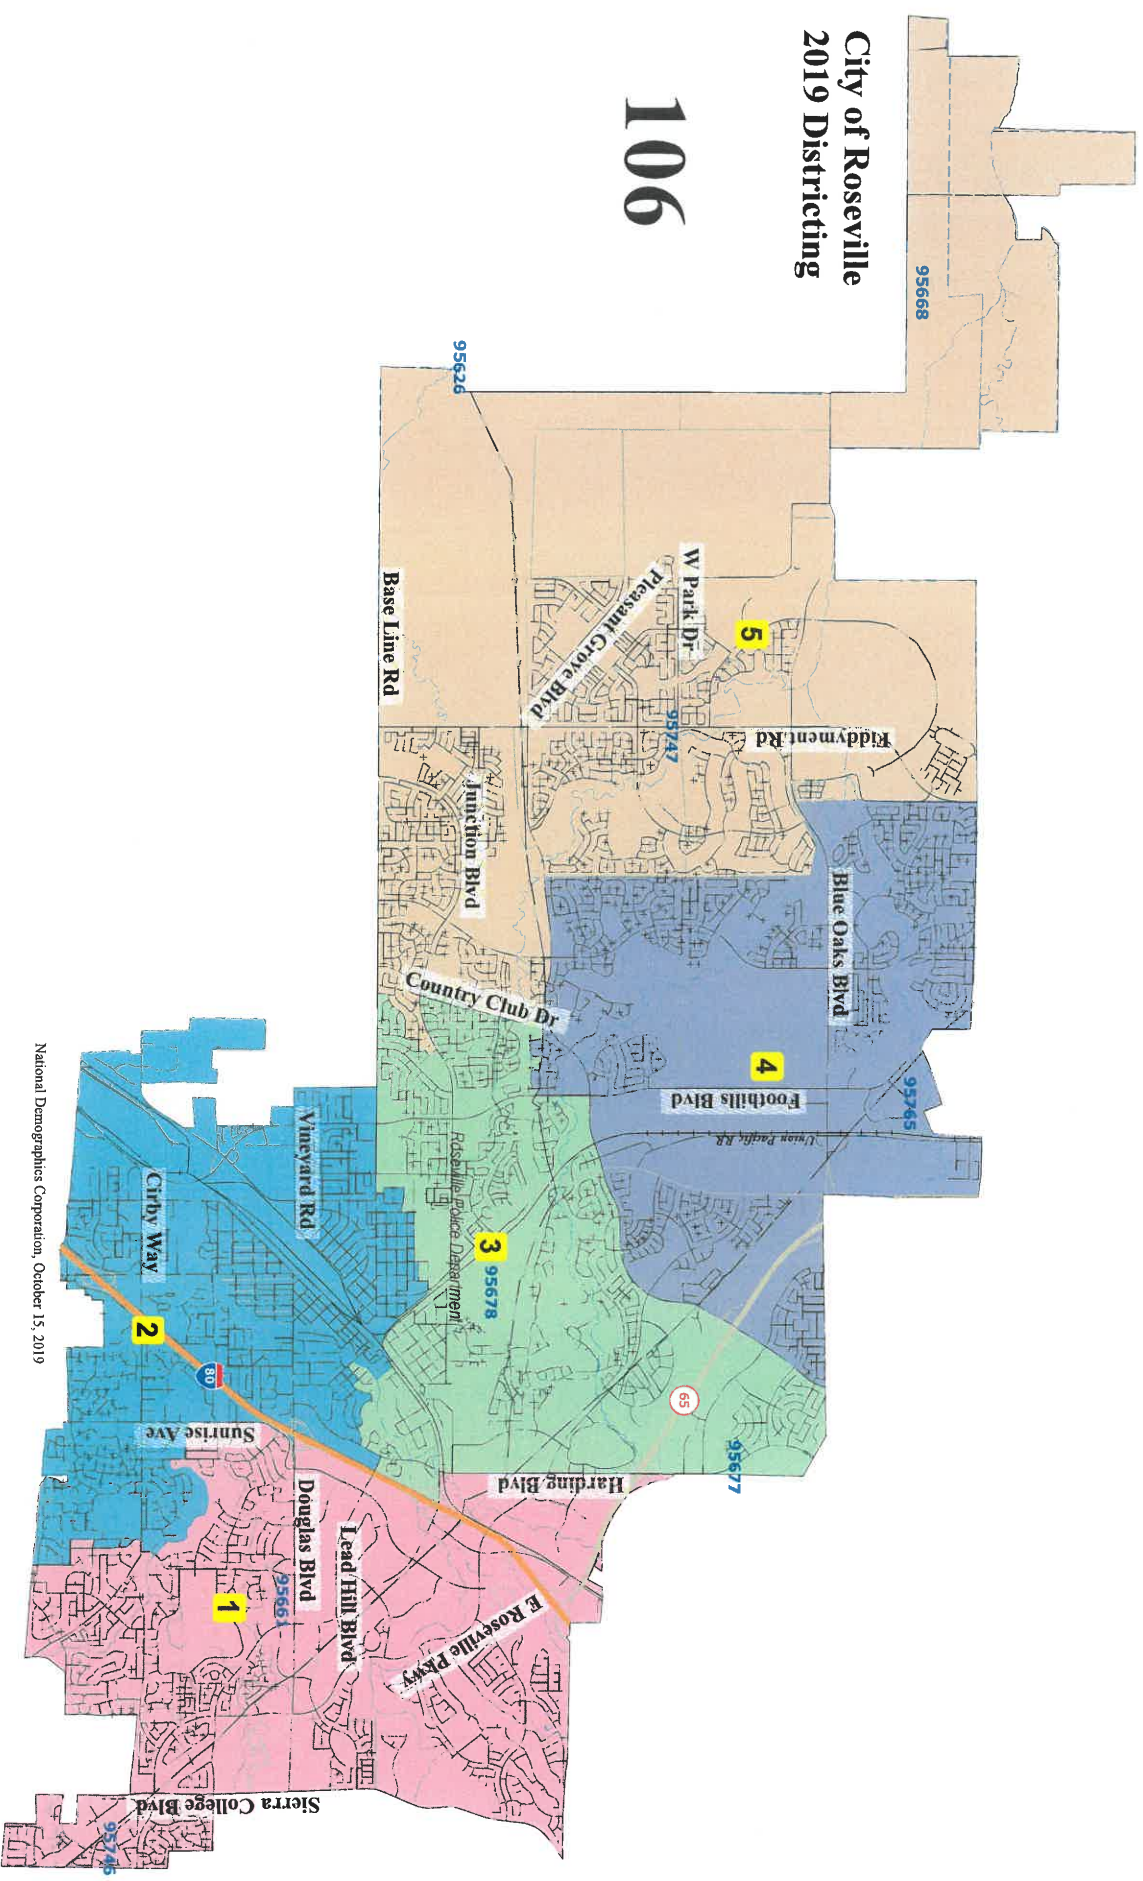 City of Roseville
2019 Districting
106
95668
95626
5
W Park Dr
Pleasant Grove Blvd
95747
Fiddyment Rd
Base Line Rd
Junction Blvd
Blue Oaks Blvd
Country Club Dr
4
Foothills Blvd
95765
Union Pacific RR
Roseville Police Department
3
95678
65
95677
Harding Blvd
Vineyard Rd
Cirby Way
2
80
Sunrise Ave
Douglas Blvd
Lead Hill Blvd
95661
1
E Roseville Pkwy
Sierra College Blvd
95746
National Demographics Corporation, October 15, 2019